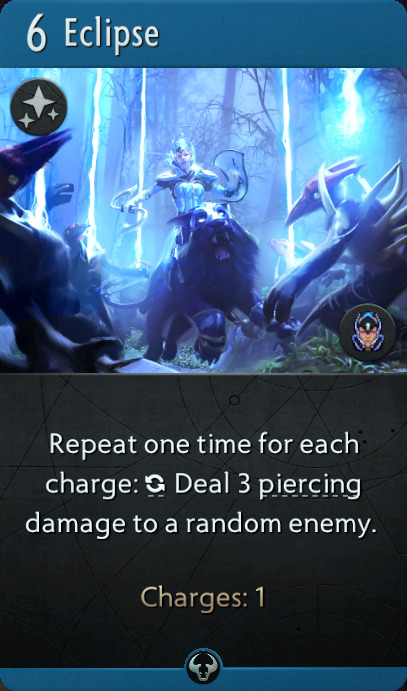 6 Eclipse
Repeat one time for each
charge: Deal 3 piercing
damage to a random enemy.
Charges: 1